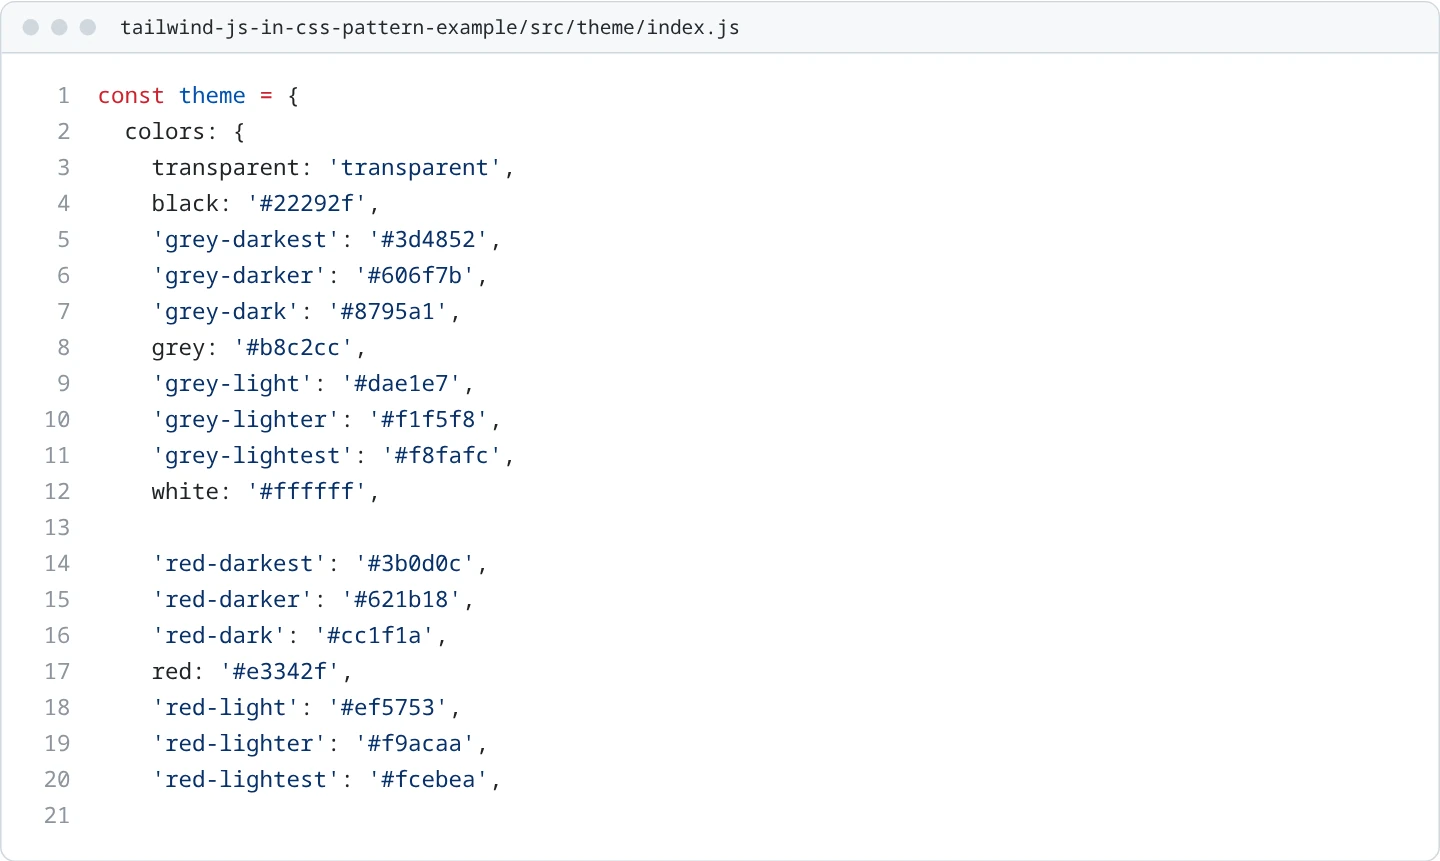 tailwind-js-in-css-pattern-example/src/theme/index.js
1 const theme = {
2 colors: {
3 transparent: 'transparent',
4 black: '#22292f',
5 'grey-darkest': '#3d4852',
6 'grey-darker': '#606f7b',
7 'grey-dark': '#8795a1',
8 grey: '#b8c2cc',
9 'grey-light': '#dae1e7',
10 'grey-lighter': '#f1f5f8',
11 'grey-lightest': '#f8fafc',
12 white: '#ffffff',
13
14 'red-darkest': '#3b0d0c',
15 'red-darker': '#621b18',
16 'red-dark': '#cc1f1a',
17 red: '#e3342f',
18 'red-light': '#ef5753',
19 'red-lighter': '#f9acaa',
20 'red-lightest': '#fcebea',
21